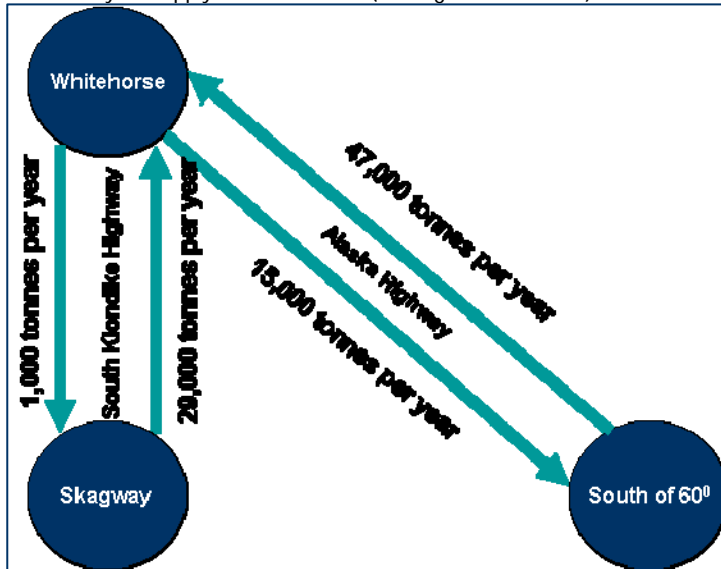 Whitehorse
47,000 tonnes per year
Alaska Highway
15,000 tonnes per year
1,000 tonnes per year
South Klondike Highway
29,000 tonnes per year
Skagway
South of 60⁰